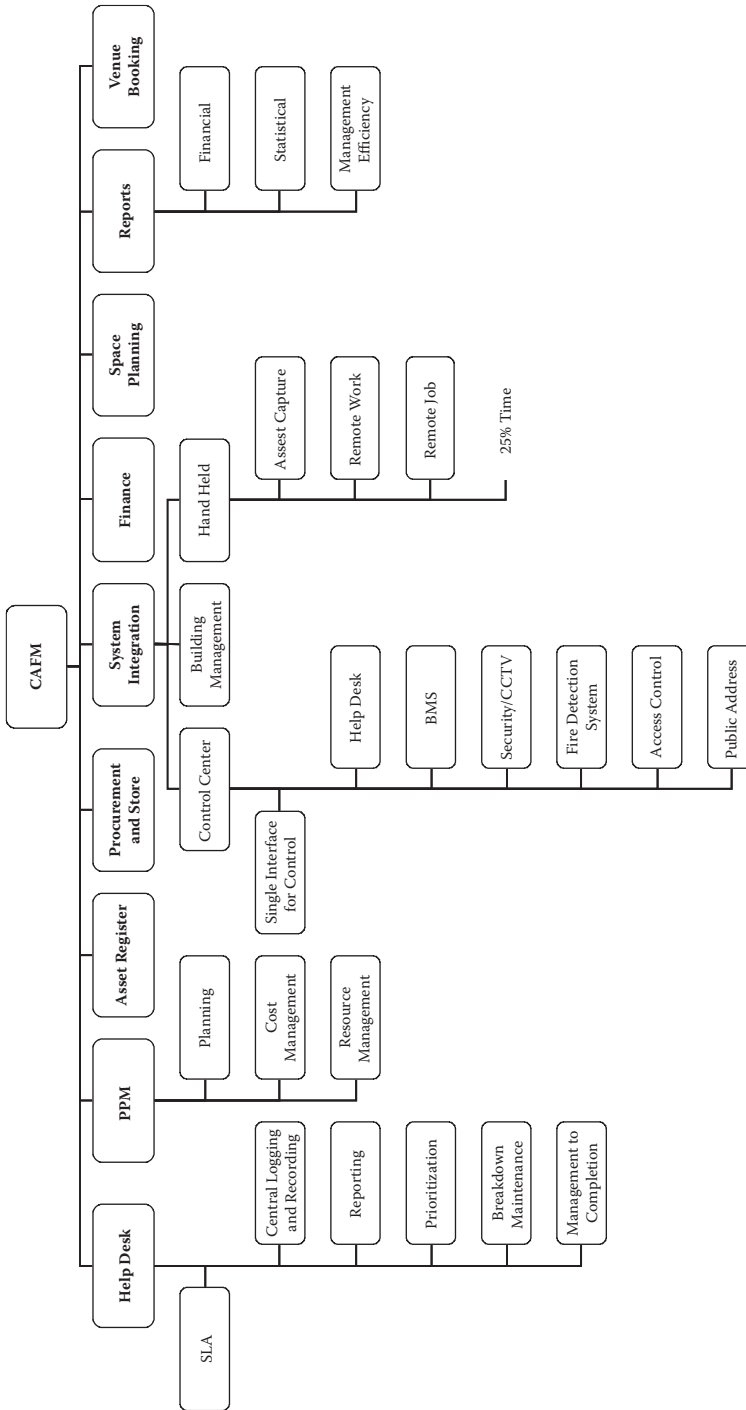 CAFM
Help Desk
PPM
Asset Register
Procurement
and Store
System
Integration
Finance
Space
Planning
Reports
Venue
Booking
SLA
Central Logging
and Recording
Reporting
Prioritization
Breakdown
Maintenance
Management to
Completion
Planning
Cost
Management
Resource
Management
Control Center
Single Interface
for Control
Help Desk
BMS
Security/CCTV
Fire Detection
System
Access Control
Public Address
Building
Management
Hand Held
Assest Capture
Remote Work
Remote Job
25% Time
Financial
Statistical
Management
Efficiency